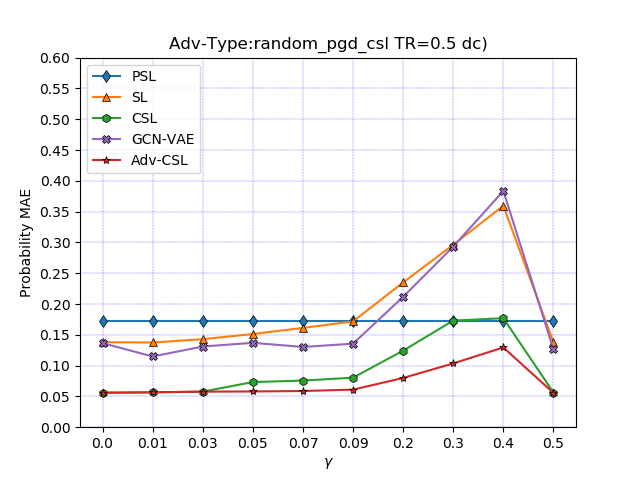 Adv-Type:random_pgd_csl TR=0.5 dc)
0.60
0.55
0.50
0.45
0.40
0.35
0.30
0.25
0.20
0.15
0.10
0.05
0.00
Probability MAE
PSL
SL
CSL
GCN-VAE
Adv-CSL
0.0 0.01 0.03 0.05 0.07 0.09 0.2 0.3 0.4 0.5
γ